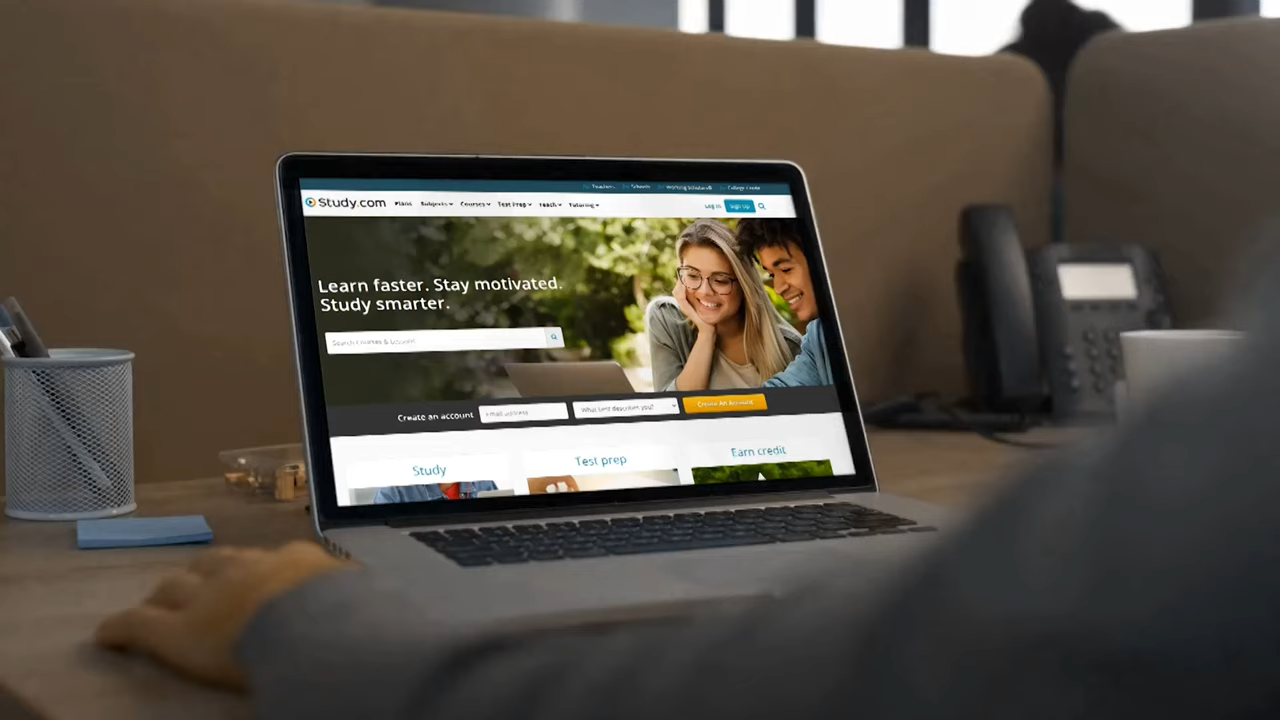 For Teachers For Schools For Working Scholars® For College Credit
Study.com Plans Subjects Courses Test Prep Teach Tutoring Log in Sign Up
Learn faster. Stay motivated.
Study smarter.
Search Courses & Lessons
Create an account Email address What best describes you? Create An Account
Study Test prep Earn credit